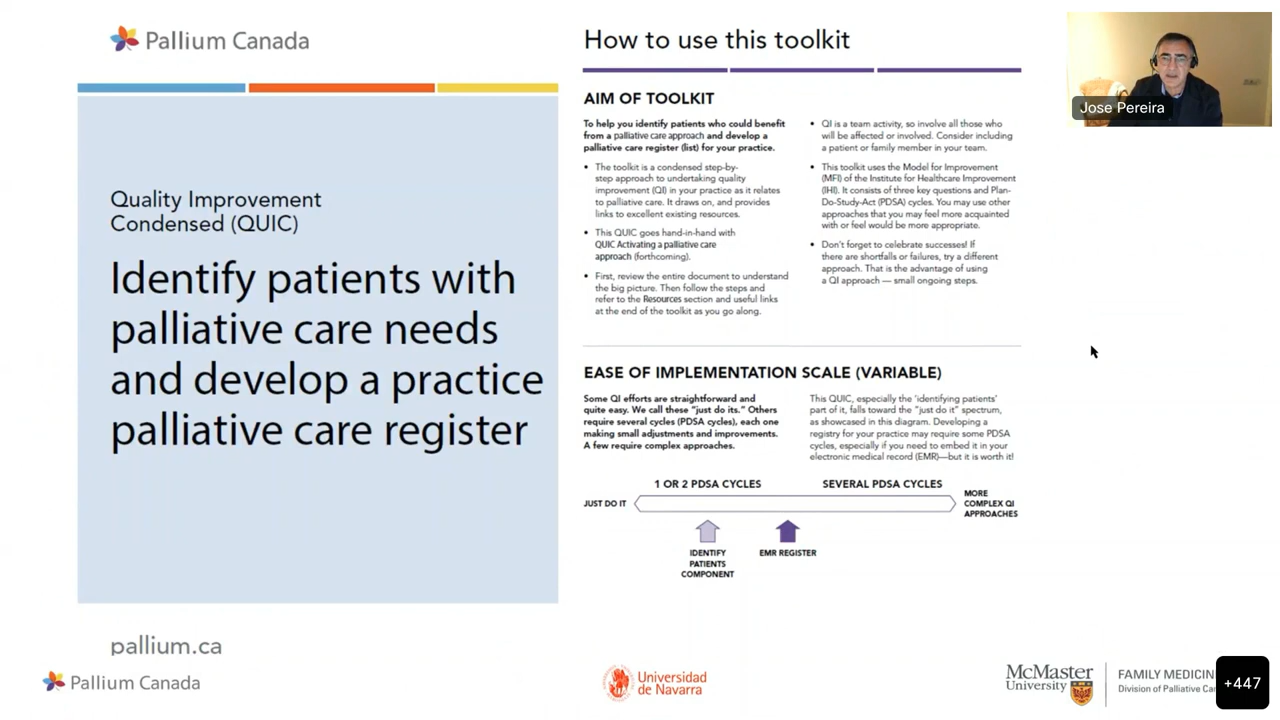 Pallium Canada
Quality Improvement
Condensed (QUIC)
Identify patients with
palliative care needs
and develop a practice
palliative care register
pallium.ca
How to use this toolkit
AIM OF TOOLKIT
To help you identify patients who could benefit
from a palliative care approach and develop a
palliative care register (list) for your practice.
• The toolkit is a condensed step-by-
step approach to undertaking quality
improvement (QI) in your practice as it relates
to palliative care. It draws on, and provides
links to excellent existing resources.
• This QUIC goes hand-in-hand with
QUIC Activating a palliative care
approach (forthcoming).
• First, review the entire document to understand
the big picture. Then follow the steps and
refer to the Resources section and useful links
at the end of the toolkit as you go along.
• QI is a team activity, so involve all those who
will be affected or involved. Consider including
a patient or family member in your team.
• This toolkit uses the Model for Improvement
(MFI) of the Institute for Healthcare Improvement
(IHI). It consists of three key questions and Plan-
Do-Study-Act (PDSA) cycles. You may use other
approaches that you may feel more acquainted
with or feel would be more appropriate.
• Don't forget to celebrate successes! If
there are shortfalls or failures, try a different
approach. That is the advantage of using
a QI approach — small ongoing steps.
EASE OF IMPLEMENTATION SCALE (VARIABLE)
Some QI efforts are straightforward and
quite easy. We call these "just do its." Others
require several cycles (PDSA cycles), each one
making small adjustments and improvements.
A few require complex approaches.
This QUIC, especially the 'identifying patients'
part of it, falls toward the "just do it" spectrum,
as showcased in this diagram. Developing a
registry for your practice may require some PDSA
cycles, especially if you need to embed it in your
electronic medical record (EMR)—but it is worth it!
1 OR 2 PDSA CYCLES
SEVERAL PDSA CYCLES
JUST DO IT
MORE
COMPLEX QI
APPROACHES
IDENTIFY
PATIENTS
COMPONENT
EMR REGISTER
Jose Pereira
Pallium Canada
Universidad
de Navarra
McMaster
University
FAMILY MEDICIN
Division of Palliative Car
+447